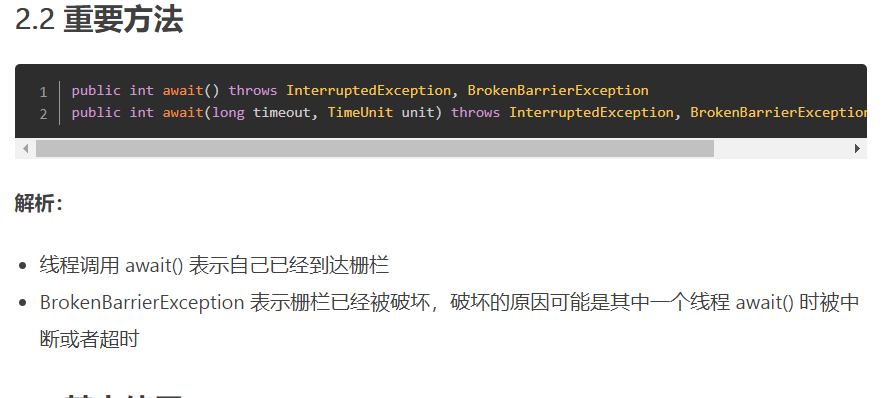 2.2 重要方法
1 public int await() throws InterruptedException, BrokenBarrierException
2 public int await(long timeout, TimeUnit unit) throws InterruptedException, BrokenBarrierException
解析：
• 线程调用 await() 表示自己已经到达栅栏
• BrokenBarrierException 表示栅栏已经被破坏，破坏的原因可能是其中一个线程 await() 时被中
断或者超时